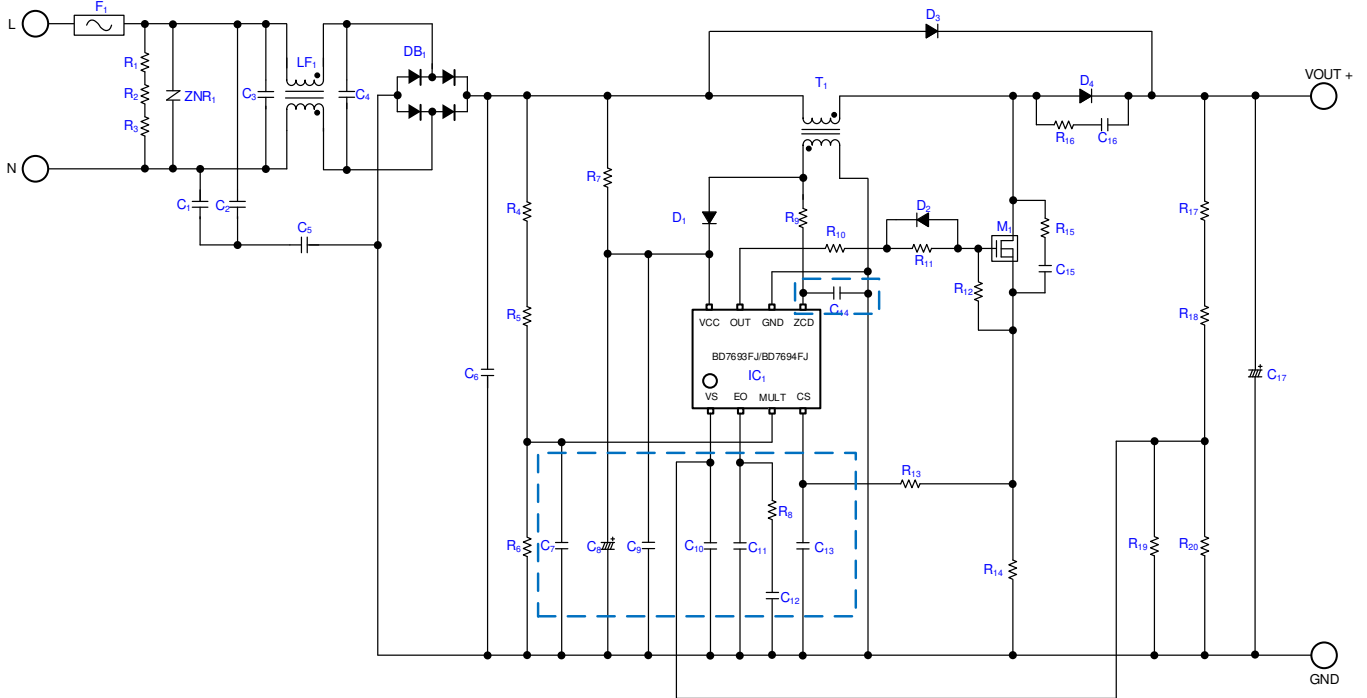 F₁
L
R₁
R₂
R₃
ZNR₁
C₃
LF₁
C₄
DB₁
N
C₁
C₂
C₅
D₃
T₁
D₄
VOUT +
R₁₆
C₁₆
R₇
R₄
D₁
R₉
R₁₀
D₂
R₁₁
M₁
R₁₅
C₁₅
R₁₂
R₁₇
R₅
C₁₄
R₁₈
VCC OUT GND ZCD
BD7693FJ/BD7694FJ
IC₁
VS EO MULT CS
C₆
C₁₇
R₁₃
R₈
R₆
C₇
C₈
C₉
C₁₀
C₁₁
C₁₃
C₁₂
R₁₄
R₁₉
R₂₀
GND